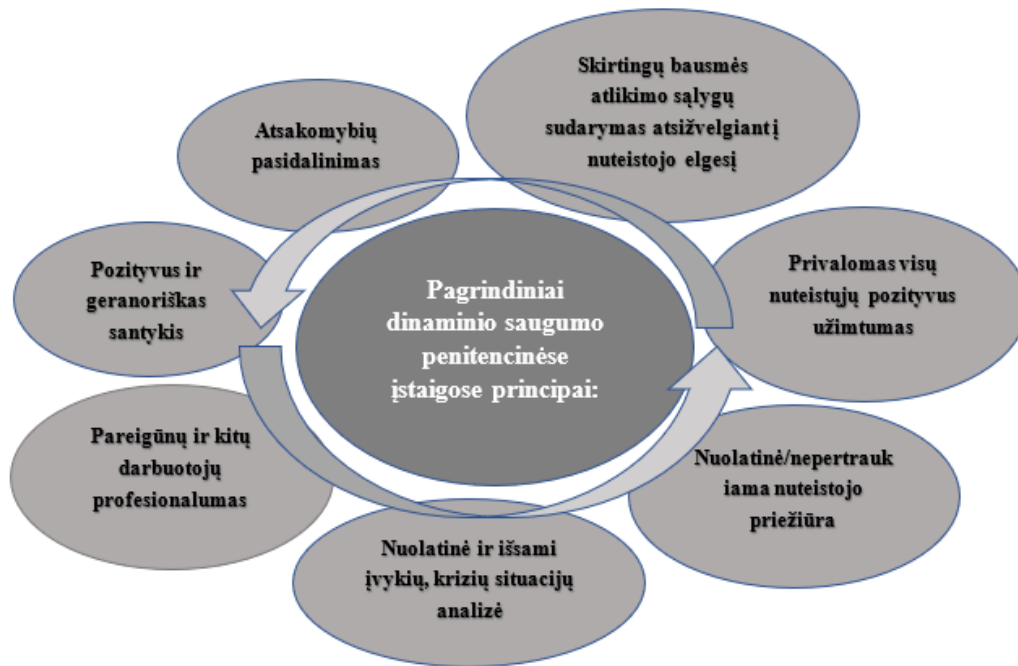 Skirtingų bausmės
atlikimo sąlygų
sudarymas atsižvelgiant į
nuteistojo elgesį
Atsakomybių
pasidalinimas
Privalomas visų
nuteistujų pozityvus
užimtumas
Pozityvus ir
geranoriškas
santykis
Pagrindiniai
dinaminio saugumo
penitencinėse
įstaigose principai:
Pareigūnų ir kitų
darbuotojų
profesionalumas
Nuolatinė/nepertrauk
iama nuteistojo
priežiūra
Nuolatinė ir išsami
įvykių, krizių situacijų
analizė